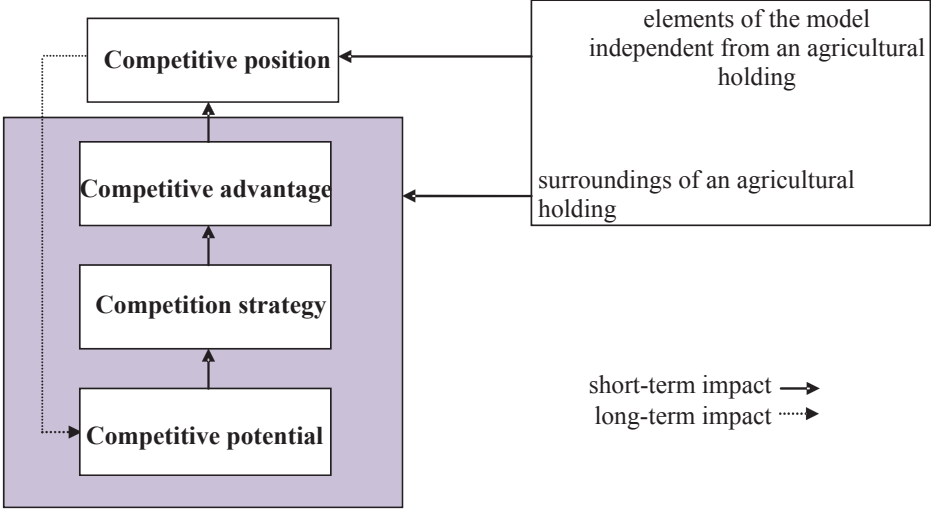 Competitive position
elements of the model
independent from an agricultural
holding
Competitive advantage
surroundings of an agricultural
holding
Competition strategy
Competitive potential
short-term impact
long-term impact